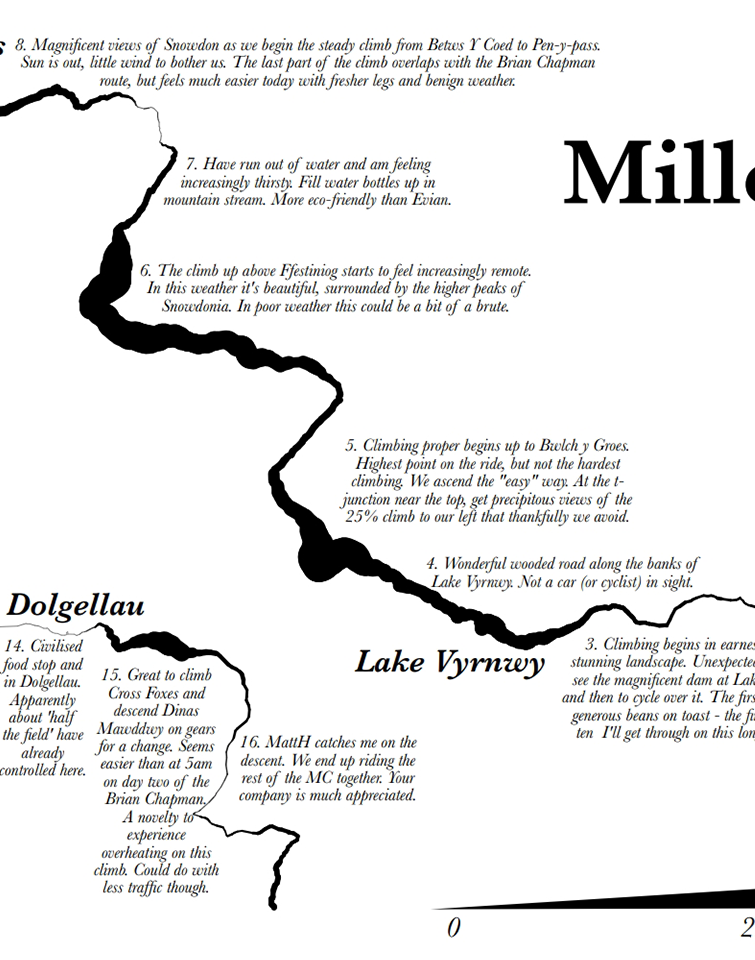 s
8. Magnificent views of Snowdon as we begin the steady climb from Betws Y Coed to Pen-y-pass.
Sun is out, little wind to bother us. The last part of the climb overlaps with the Brian Chapman
route, but feels much easier today with fresher legs and benign weather.
Mill
7. Have run out of water and am feeling
increasingly thirsty. Fill water bottles up in
mountain stream. More eco-friendly than Evian.
6. The climb up above Ffestiniog starts to feel increasingly remote.
In this weather it's beautiful, surrounded by the higher peaks of
Snowdonia. In poor weather this could be a bit of a brute.
5. Climbing proper begins up to Bwlch y Groes.
Highest point on the ride, but not the hardest
climbing. We ascend the "easy" way. At the t-
junction near the top, get precipitous views of the
25% climb to our left that thankfully we avoid.
4. Wonderful wooded road along the banks of
Lake Vyrnwy. Not a car (or cyclist) in sight.
Dolgellau
Lake Vyrnwy
3. Climbing begins in earnes
stunning landscape. Unexpected
see the magnificent dam at Lak
and then to cycle over it. The firs
generous beans on toast - the fi
ten I'll get through on this lon
14. Civilised
food stop and
in Dolgellau.
Apparently
about 'half
the field' have
already
controlled here.
15. Great to climb
Cross Foxes and
descend Dinas
Mawddwy on gears
for a change. Seems
easier than at 5am
on day two of the
Brian Chapman.
A novelty to
experience
overheating on this
climb. Could do with
less traffic though.
16. MattH catches me on the
descent. We end up riding the
rest of the MC together. Your
company is much appreciated.
0
2